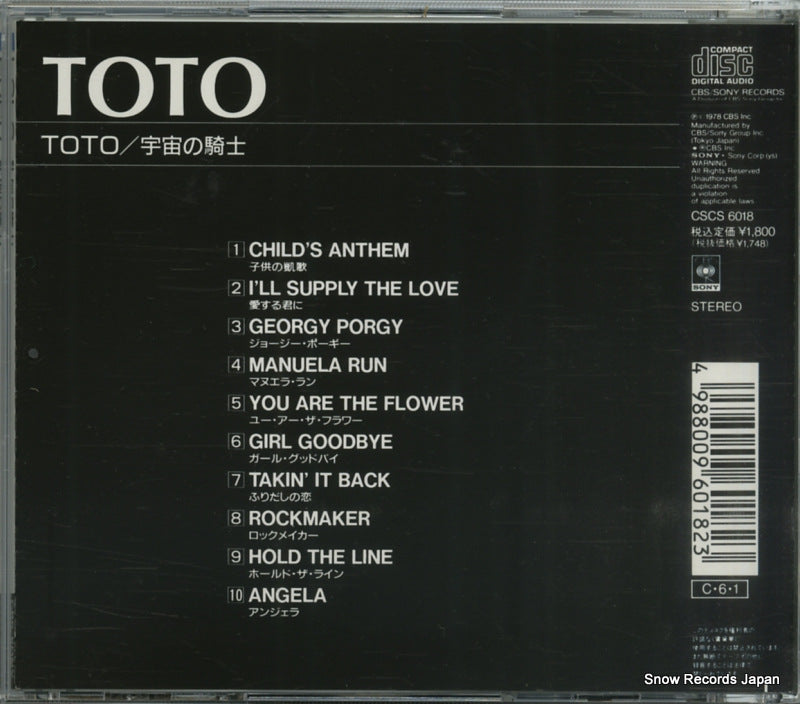 TOTO
TOTO/宇宙の騎士
COMPACT
disc
DIGITAL AUDIO
CBS/SONY RECORDS
℗ 1978 CBS Inc
Manufactured by
CBS/Sony Group Inc
(Tokyo Japan)
CBS Inc
SONY
WARNING
All Rights Reserved
Unauthorized
duplication is
a violation
of applicable laws
CSCS 6018
税込定価¥1,800
(税抜価格¥1,748)
SONY
STEREO
1 CHILD'S ANTHEM
子供の凱歌
2 I'LL SUPPLY THE LOVE
愛する君に
3 GEORGY PORGY
ジョージー・ポーギー
4 MANUELA RUN
マヌエラ・ラン
5 YOU ARE THE FLOWER
ユー・アー・ザ・フラワー
6 GIRL GOODBYE
ガール・グッドバイ
7 TAKIN' IT BACK
ふりだしの恋
8 ROCKMAKER
ロックメイカー
9 HOLD THE LINE
ホールド・ザ・ライン
10 ANGELA
アンジェラ
4 988009 601823
C・6・1
Snow Records Japan